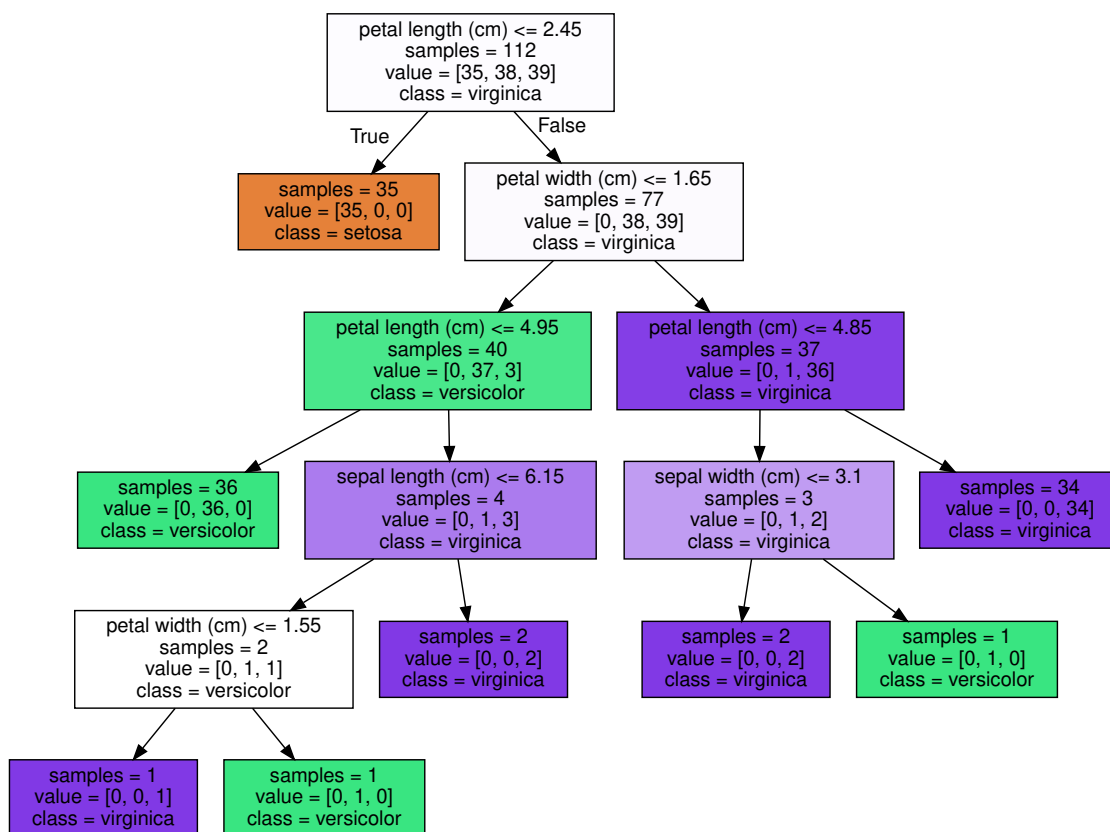 petal length (cm) <= 2.45
samples = 112
value = [35, 38, 39]
class = virginica
True
False
samples = 35
value = [35, 0, 0]
class = setosa
petal width (cm) <= 1.65
samples = 77
value = [0, 38, 39]
class = virginica
petal length (cm) <= 4.95
samples = 40
value = [0, 37, 3]
class = versicolor
petal length (cm) <= 4.85
samples = 37
value = [0, 1, 36]
class = virginica
samples = 36
value = [0, 36, 0]
class = versicolor
sepal length (cm) <= 6.15
samples = 4
value = [0, 1, 3]
class = virginica
sepal width (cm) <= 3.1
samples = 3
value = [0, 1, 2]
class = virginica
samples = 34
value = [0, 0, 34]
class = virginica
petal width (cm) <= 1.55
samples = 2
value = [0, 1, 1]
class = versicolor
samples = 2
value = [0, 0, 2]
class = virginica
samples = 2
value = [0, 0, 2]
class = virginica
samples = 1
value = [0, 1, 0]
class = versicolor
samples = 1
value = [0, 0, 1]
class = virginica
samples = 1
value = [0, 1, 0]
class = versicolor